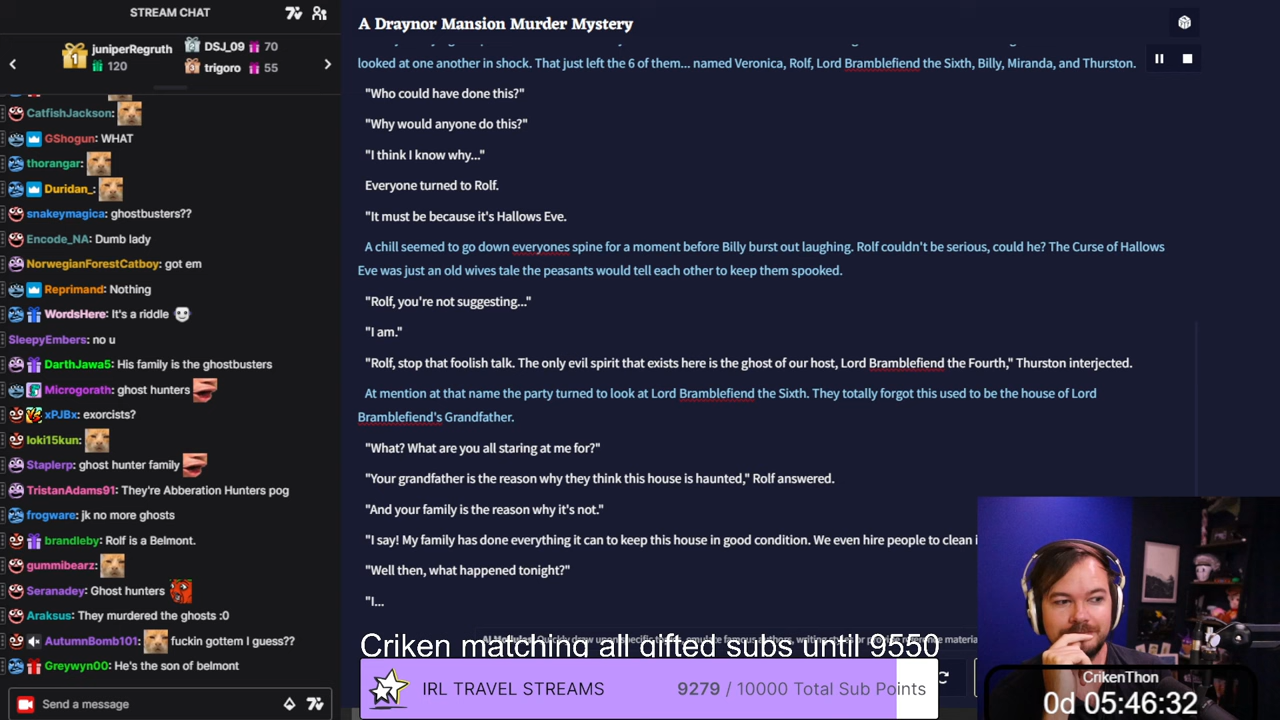 STREAM CHAT
juniperRegruth
120
DSJ_09 70
trigoro 55
CatfishJackson:
GShogun: WHAT
thorangar:
Duridan_:
snakeymagica: ghostbusters??
Encode_NA: Dumb lady
NorwegianForestCatboy: got em
Reprimand: Nothing
WordsHere: It's a riddle
SleepyEmbers: no u
DarthJawa5: His family is the ghostbusters
Microgorath: ghost hunters
xPJBx: exorcists?
loki15kun:
Staplerp: ghost hunter family
TristanAdams91: They're Abberation Hunters pog
frogware: jk no more ghosts
brandleby: Rolf is a Belmont.
gummibearz:
Seranadey: Ghost hunters
Araksus: They murdered the ghosts :0
AutumnBomb101: fuckin gottem I guess??
Greywyn00: He's the son of belmont
Send a message
A Draynor Mansion Murder Mystery
looked at one another in shock. That just left the 6 of them... named Veronica, Rolf, Lord Bramblefiend the Sixth, Billy, Miranda, and Thurston.
"Who could have done this?"
"Why would anyone do this?"
"I think I know why..."
Everyone turned to Rolf.
"It must be because it's Hallows Eve.
A chill seemed to go down everyones spine for a moment before Billy burst out laughing. Rolf couldn't be serious, could he? The Curse of Hallows
Eve was just an old wives tale the peasants would tell each other to keep them spooked.
"Rolf, you're not suggesting..."
"I am."
"Rolf, stop that foolish talk. The only evil spirit that exists here is the ghost of our host, Lord Bramblefiend the Fourth," Thurston interjected.
At mention at that name the party turned to look at Lord Bramblefiend the Sixth. They totally forgot this used to be the house of Lord
Bramblefiend's Grandfather.
"What? What are you all staring at me for?"
"Your grandfather is the reason why they think this house is haunted," Rolf answered.
"And your family is the reason why it's not."
"I say! My family has done everything it can to keep this house in good condition. We even hire people to clean
"Well then, what happened tonight?"
"I...
Criken matching all gifted subs until 9550
IRL TRAVEL STREAMS 9279 / 10000 Total Sub Points
CrikenThon
0d 05:46:32